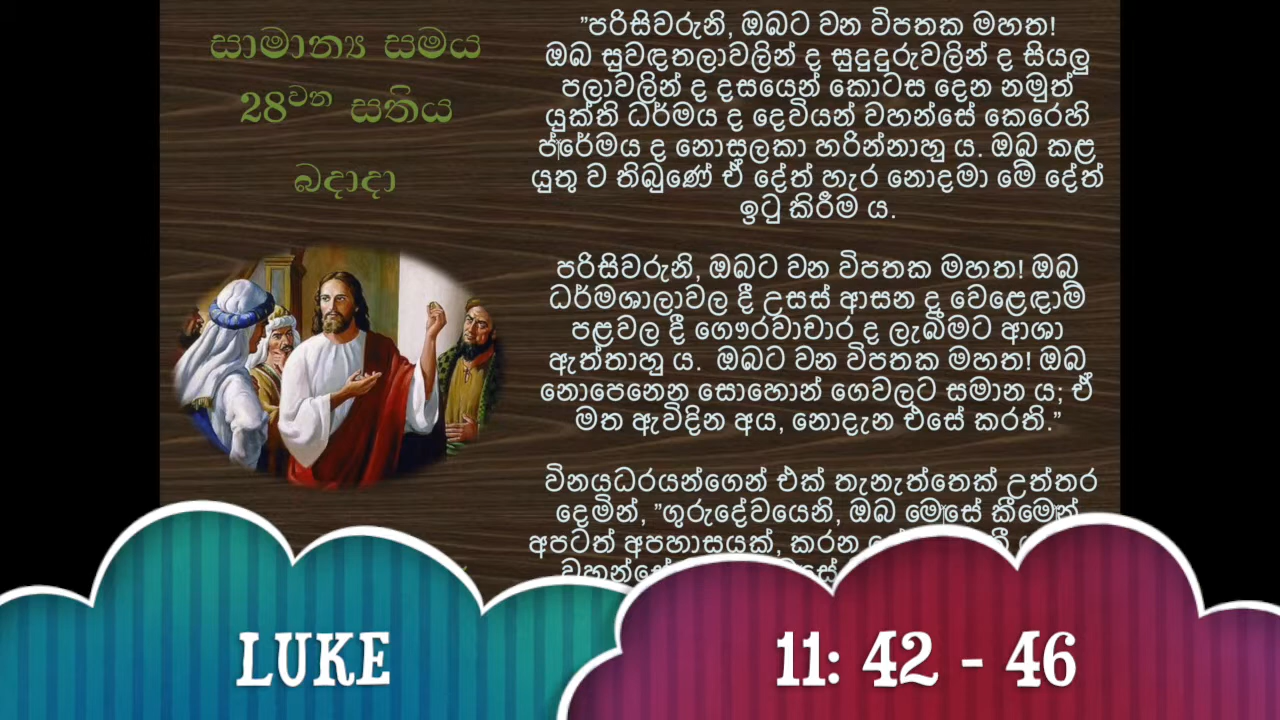 සාමාන්‍ය සමය
28වන සතිය
බදාදා
”පරිසිවරුනි, ඔබට වන විපතක මහත!
ඔබ සුවඳතලාවලින් ද සුදුදුරුවලින් ද සියලු
පලාවලින් ද දසයෙන් කොටස දෙන නමුත්
යුක්ති ධර්මය ද දෙවියන් වහන්සේ කෙරෙහි
ප්‍රේමය ද නොසලකා හරින්නාහු ය. ඔබ කළ
යුතු ව තිබුණේ ඒ දේත් හැර නොදමා මේ දේත්
ඉටු කිරීම ය.
පරිසිවරුනි, ඔබට වන විපතක මහත! ඔබ
ධර්මශාලාවල දී උසස් ආසන ද වෙළෙඳාම්
පළවල දී ගෞරවාචාර ද ලැබීමට ආශා
ඇත්තාහු ය. ඔබට වන විපතක මහත! ඔබ
නොපෙනෙන සොහොන් ගෙවලට සමාන ය; ඒ
මත ඇවිදින අය, නොදැන එසේ කරති.”
විනයධරයන්ගෙන් එක් තැනැත්තෙක් උත්තර
දෙමින්, ”ගුරුදේවයෙනි, ඔබ මෙසේ කීමෙන්
අපටත් අපහාසයක්, කරන
වහන්සේ
LUKE
11: 42 - 46